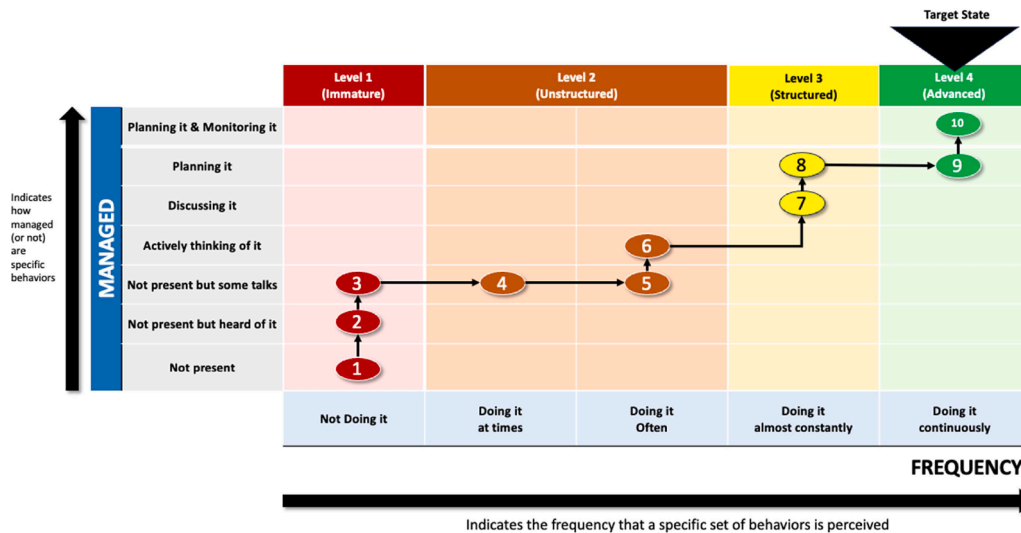 Target State
Level 1
(Immature)
Level 2
(Unstructured)
Level 3
(Structured)
Level 4
(Advanced)
Indicates
how
managed
(or not)
are
specific
behaviors
MANAGED
Planning it & Monitoring it
10
Planning it
8
9
Discussing it
7
Actively thinking of it
6
Not present but some talks
3
4
5
Not present but heard of it
2
Not present
1
Not Doing it
Doing it
at times
Doing it
Often
Doing it
almost constantly
Doing it
continuously
FREQUENCY
Indicates the frequency that a specific set of behaviors is perceived